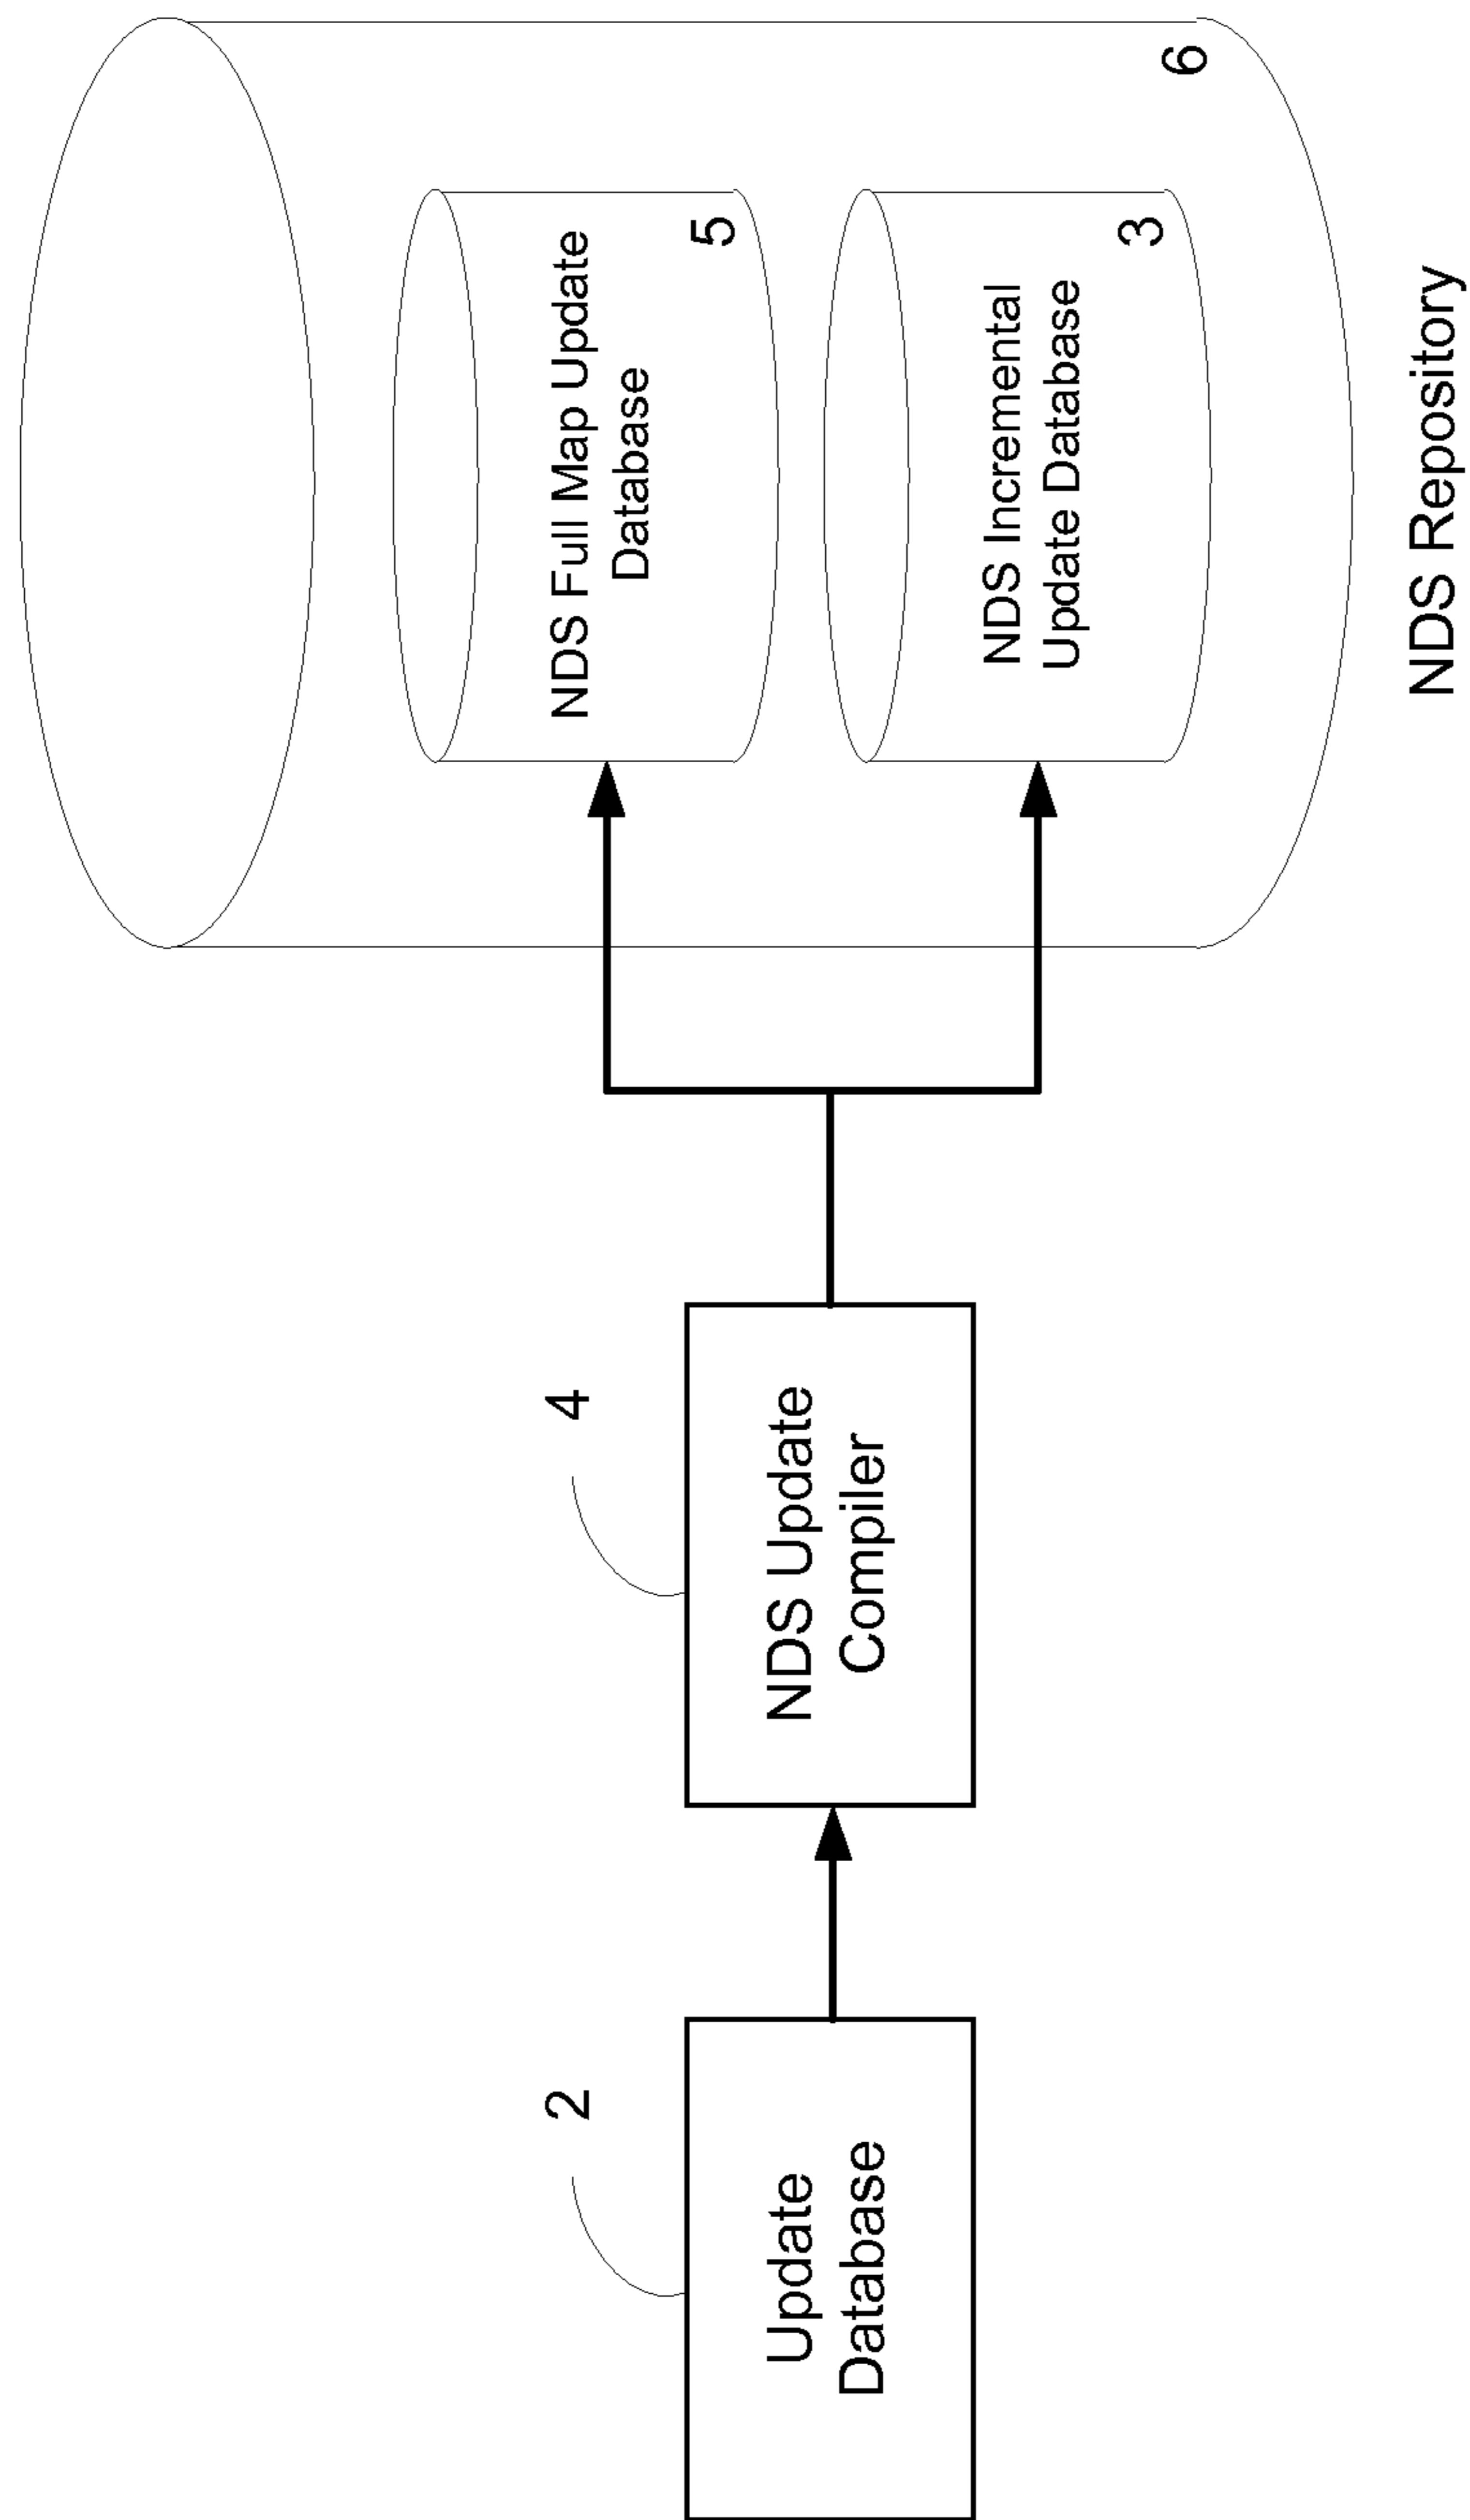 2
Update
Database
4
NDS Update
Compiler
NDS Full Map Update
Database
5
NDS Incremental
Update Database
3
6
NDS Repository